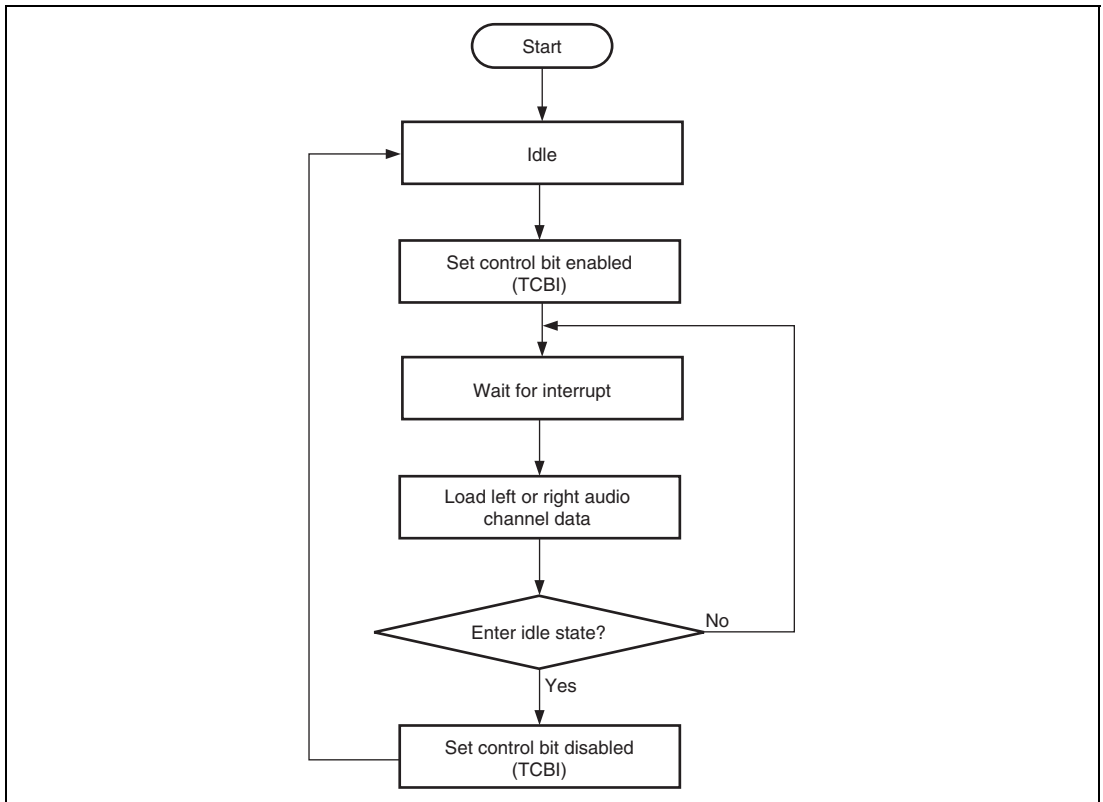 Start
Idle
Set control bit enabled
(TCBI)
Wait for interrupt
Load left or right audio
channel data
Enter idle state?
No
Yes
Set control bit disabled
(TCBI)